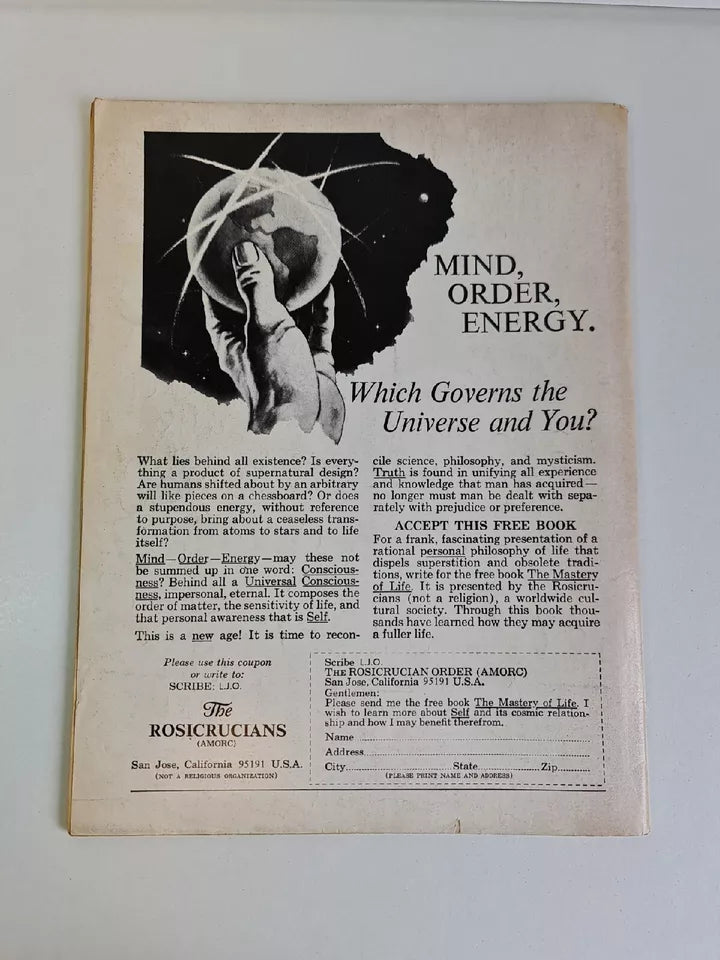 MIND,
ORDER,
ENERGY.
Which Governs the
Universe and You?
What lies behind all existence? Is every-
thing a product of supernatural design?
Are humans shifted about by an arbitrary
will like pieces on a chessboard? Or does
a stupendous energy, without reference
to purpose, bring about a ceaseless trans-
formation from atoms to stars and to life
itself?
Mind—Order—Energy—may these not
be summed up in one word: Conscious-
ness? Behind all a Universal Conscious-
ness, impersonal, eternal. It composes the
order of matter, the sensitivity of life, and
that personal awareness that is Self.
This is a new age! It is time to recon-
cile science, philosophy, and mysticism.
Truth is found in unifying all experience
and knowledge that man has acquired—
no longer must man be dealt with sepa-
rately with prejudice or preference.
ACCEPT THIS FREE BOOK
For a frank, fascinating presentation of a
rational personal philosophy of life that
dispels superstition and obsolete tradi-
tions, write for the free book The Mastery
of Life. It is presented by the Rosicru-
cians (not a religion), a worldwide cul-
tural society. Through this book thou-
sands have learned how they may acquire
a fuller life.
Please use this coupon
or write to:
SCRIBE: L.J.O.
The
ROSICRUCIANS
(AMORC)
San Jose, California 95191 U.S.A.
(NOT A RELIGIOUS ORGANIZATION)
Scribe L.J.O.
THE ROSICRUCIAN ORDER (AMORC)
San Jose, California 95191 U.S.A.
Gentlemen:
Please send me the free book The Mastery of Life. I
wish to learn more about Self and its cosmic relation-
ship and how I may benefit therefrom.
Name
Address
City State Zip
(PLEASE PRINT NAME AND ADDRESS)